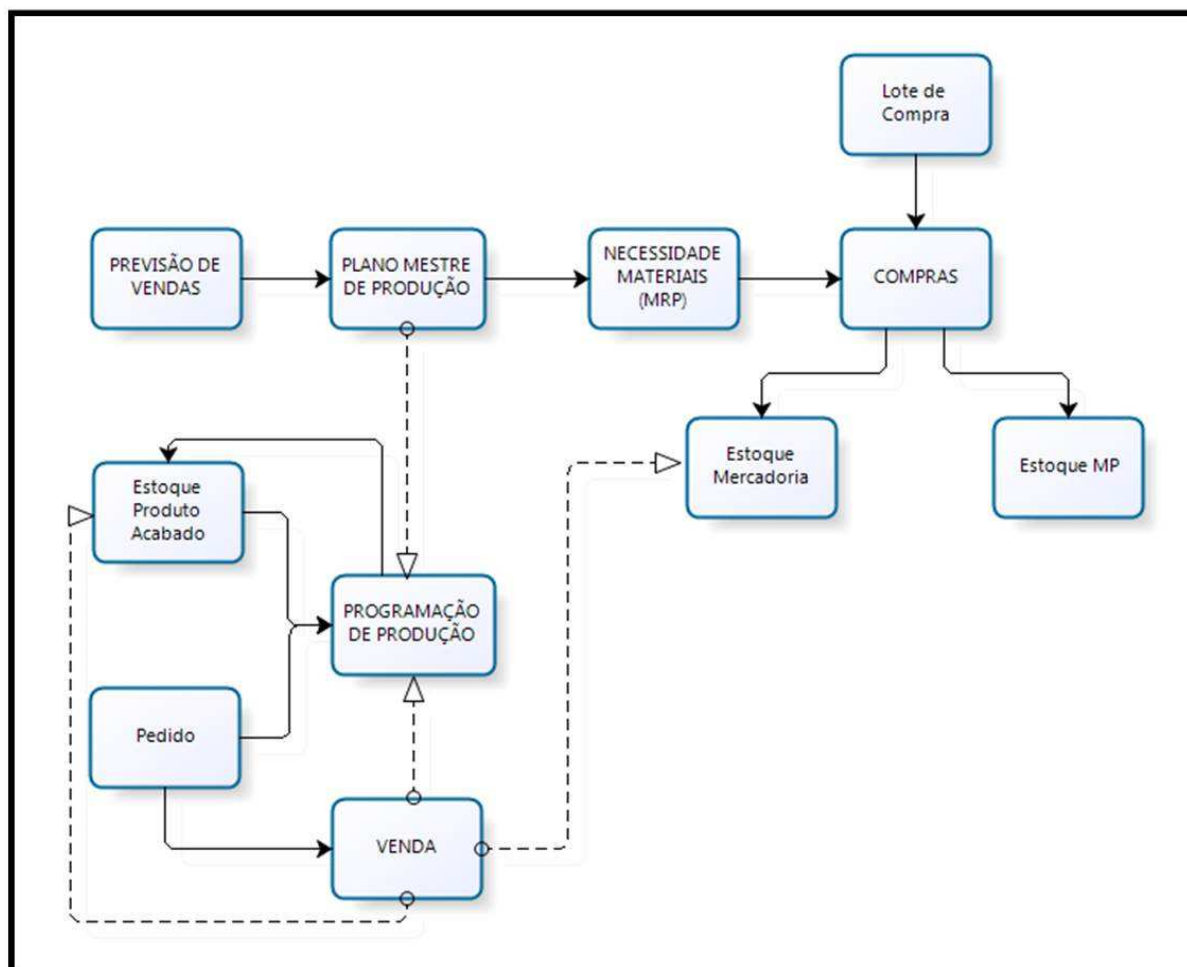 Lote de
Compra
PREVISÃO DE
VENDAS
PLANO MESTRE
DE PRODUÇÃO
NECESSIDADE
MATERIAIS
(MRP)
COMPRAS
Estoque
Mercadoria
Estoque MP
Estoque
Produto
Acabado
PROGRAMAÇÃO
DE PRODUÇÃO
Pedido
VENDA